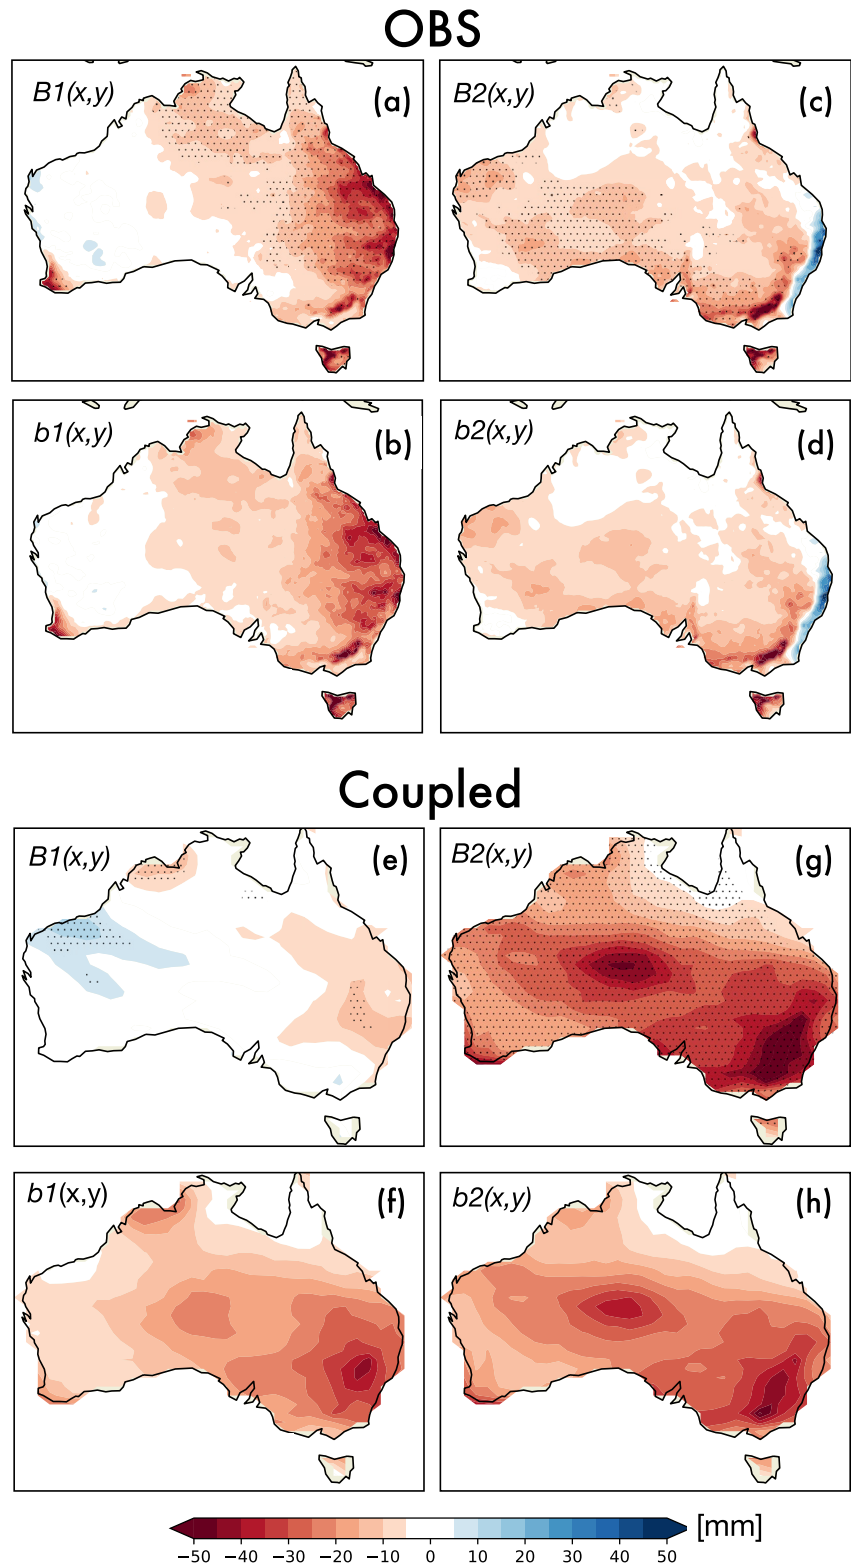 OBS
B1(x,y) (a)
B2(x,y) (c)
b1(x,y) (b)
b2(x,y) (d)
Coupled
B1(x,y) (e)
B2(x,y) (g)
b1(x,y) (f)
b2(x,y) (h)
[mm]
−50 −40 −30 −20 −10 0 10 20 30 40 50